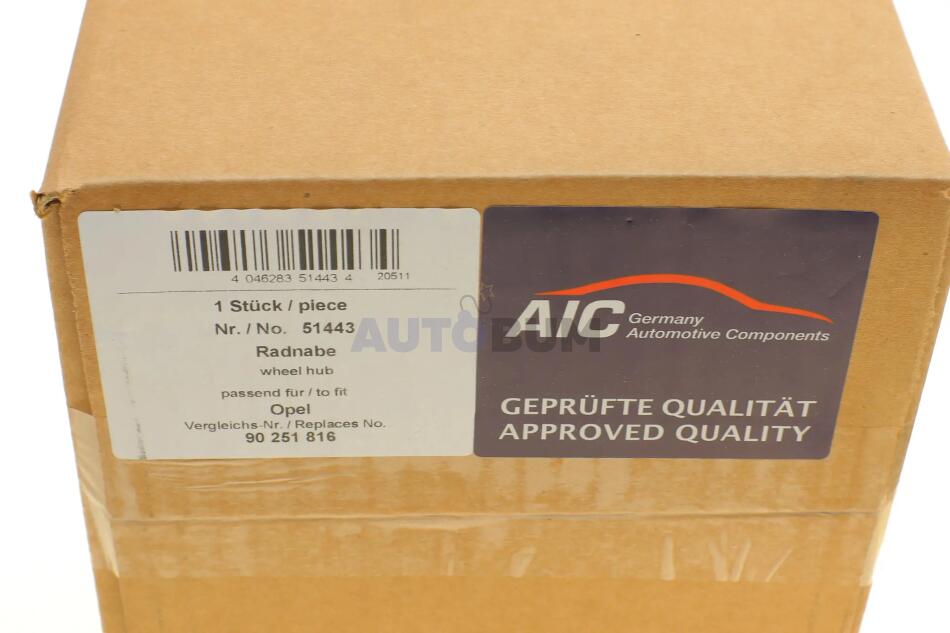 4 046283 51443 4 20511
1 Stück / piece
Nr. / No. 51443
Radnabe
wheel hub
passend für / to fit
Opel
Vergleichs-Nr. / Replaces No.
90 251 816
AIC Germany
Automotive Components
GEPRÜFTE QUALITÄT
APPROVED QUALITY
AUTOBUM